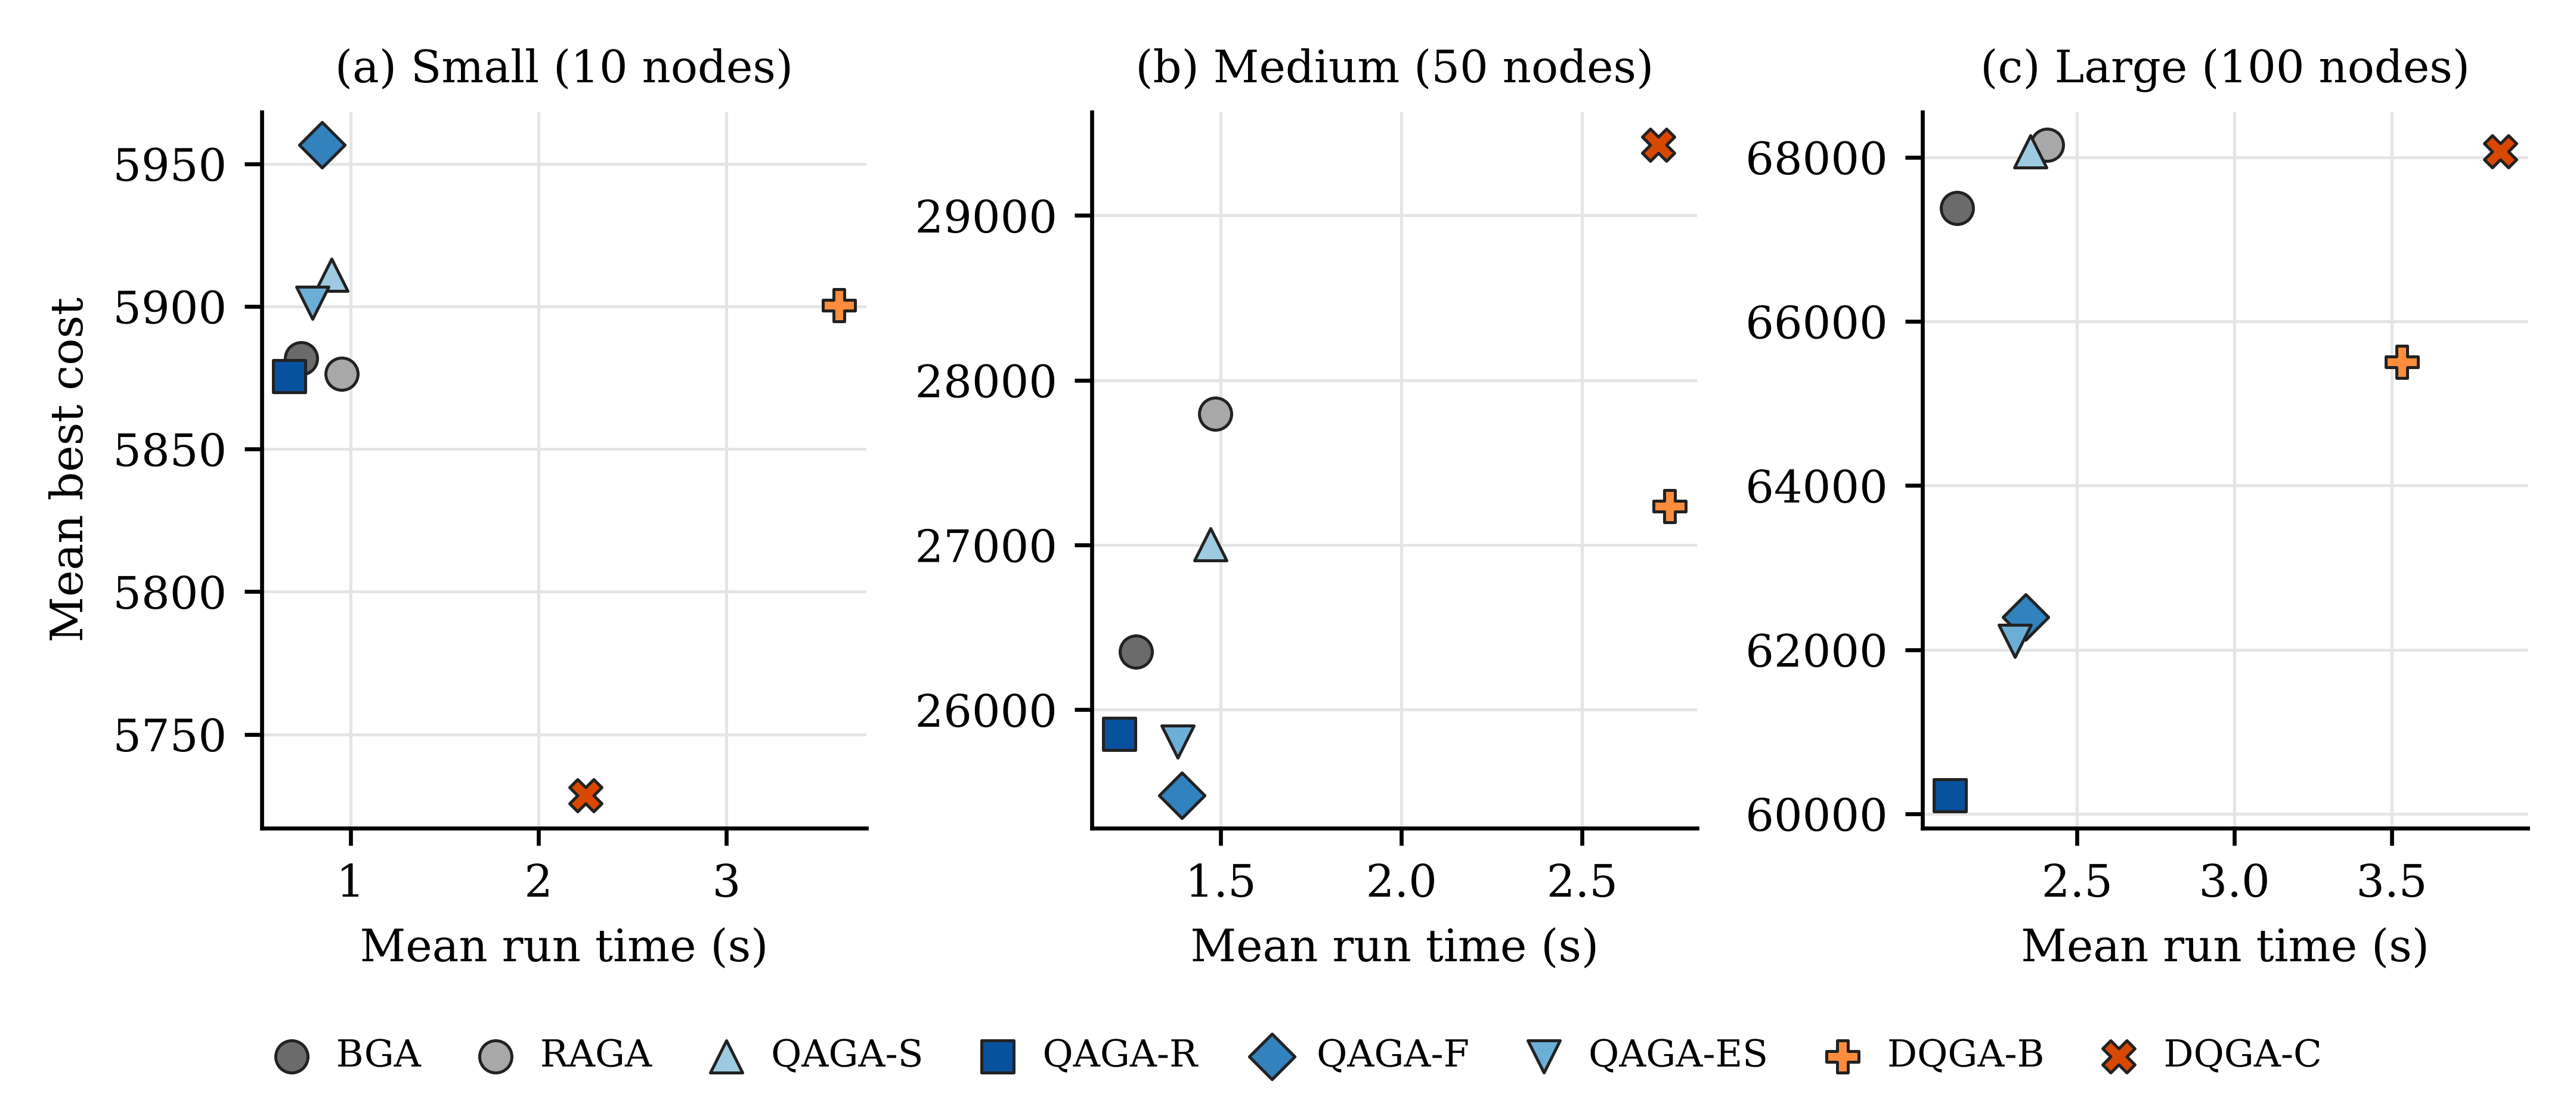 (a) Small (10 nodes)
(b) Medium (50 nodes)
(c) Large (100 nodes)
Mean best cost
5950
5900
5850
5800
5750
1
2
3
Mean run time (s)
29000
28000
27000
26000
1.5
2.0
2.5
Mean run time (s)
68000
66000
64000
62000
60000
2.5
3.0
3.5
Mean run time (s)
BGA
RAGA
QAGA-S
QAGA-R
QAGA-F
QAGA-ES
DQGA-B
DQGA-C